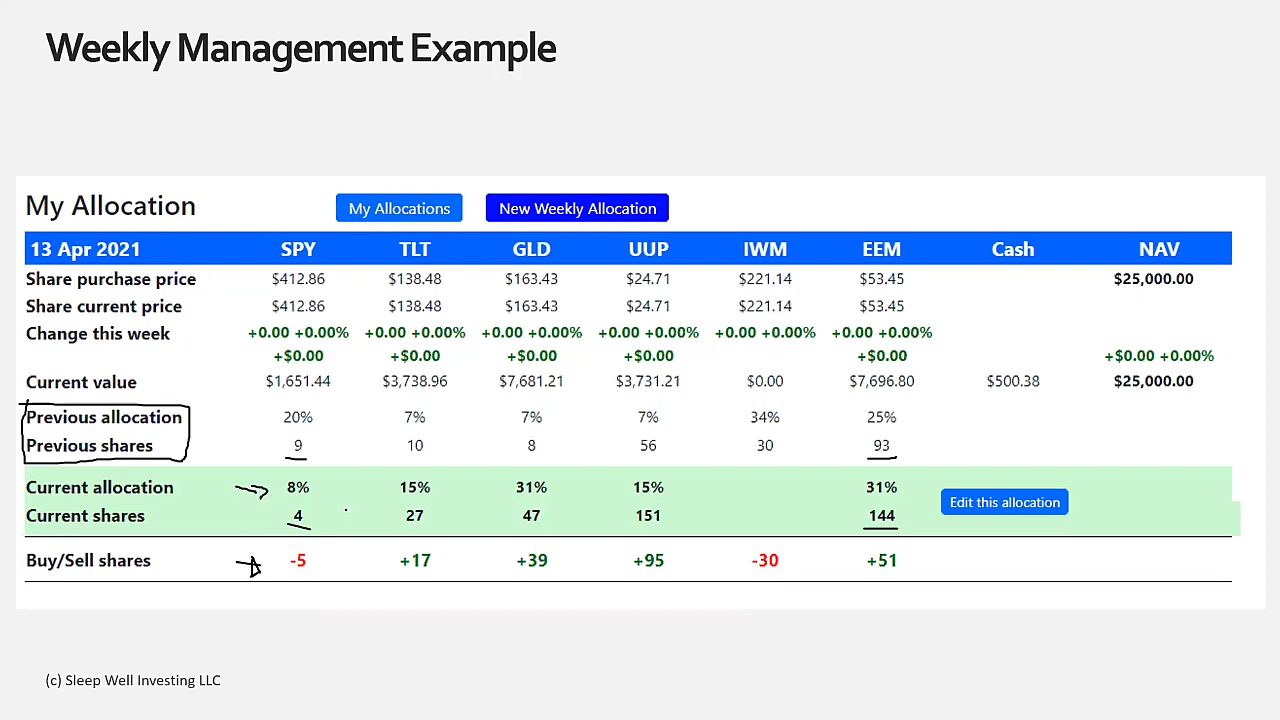 Weekly Management Example
My Allocation My Allocations New Weekly Allocation
13 Apr 2021 SPY TLT GLD UUP IWM EEM Cash NAV
Share purchase price $412.86 $138.48 $163.43 $24.71 $221.14 $53.45 $25,000.00
Share current price $412.86 $138.48 $163.43 $24.71 $221.14 $53.45
Change this week +0.00 +0.00% +0.00 +0.00% +0.00 +0.00% +0.00 +0.00% +0.00 +0.00% +0.00 +0.00%
+$0.00 +$0.00 +$0.00 +$0.00 +$0.00 +$0.00 +0.00%
Current value $1,651.44 $3,738.96 $7,681.21 $3,731.21 $0.00 $7,696.80 $500.38 $25,000.00
Previous allocation 20% 7% 7% 7% 34% 25%
Previous shares 9 10 8 56 30 93
Current allocation 8% 15% 31% 15% 31% Edit this allocation
Current shares 4 27 47 151 144
Buy/Sell shares -5 +17 +39 +95 -30 +51
(c) Sleep Well Investing LLC